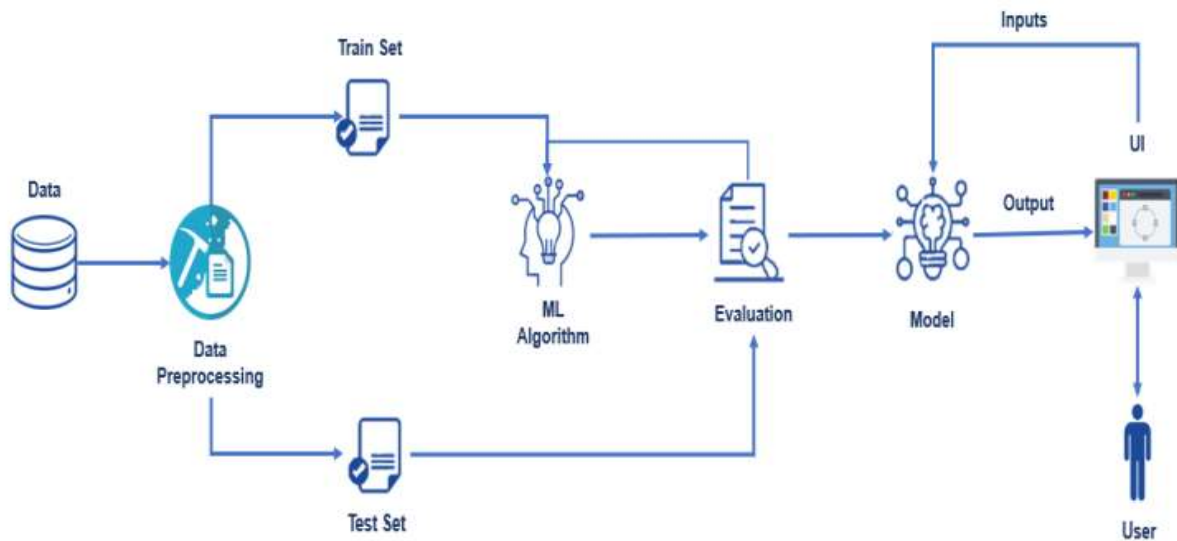 Inputs
Train Set
UI
Data
Output
ML
Algorithm
Evaluation
Model
Data
Preprocessing
Test Set
User